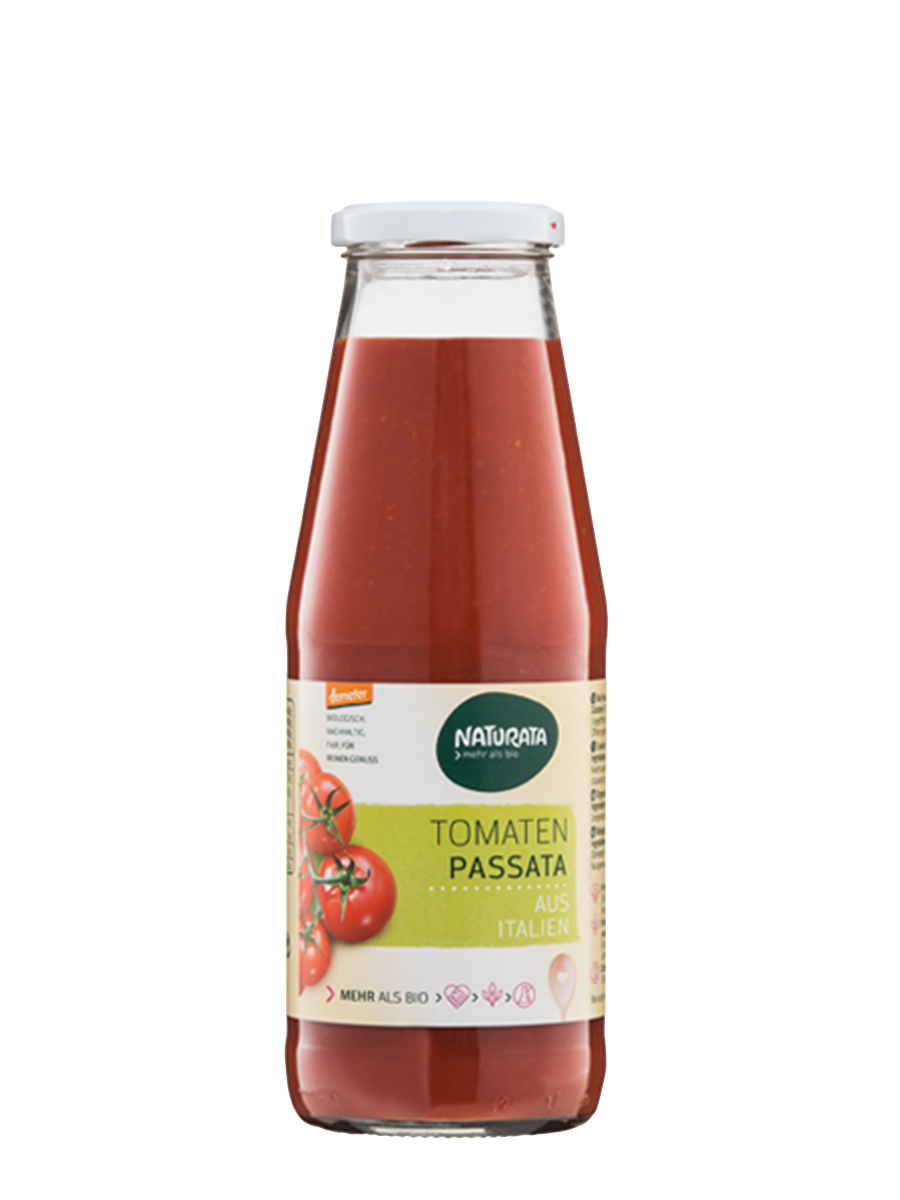 demeter
BIOLOGISCH,
NACHHALTIG,
FAIR, FÜR
REINEN GENUSS
NATURATA
mehr als bio
TOMATEN
PASSATA
AUS
ITALIEN
MEHR ALS BIO